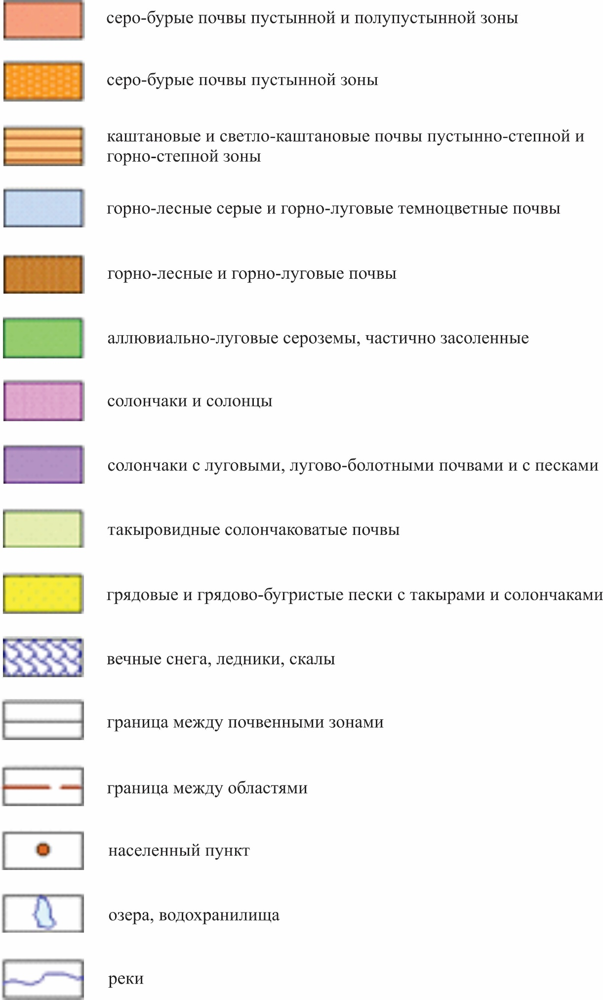 серо-бурые почвы пустынной и полупустынной зоны
серо-бурые почвы пустынной зоны
каштановые и светло-каштановые почвы пустынно-степной и
горно-степной зоны
горно-лесные серые и горно-луговые темноцветные почвы
горно-лесные и горно-луговые почвы
аллювиально-луговые сероземы, частично засоленные
солончаки и солонцы
солончаки с луговыми, лугово-болотными почвами и с песками
такыровидные солончаковатые почвы
грядовые и грядово-бугристые пески с такырами и солончаками
вечные снега, ледники, скалы
граница между почвенными зонами
граница между областями
населенный пункт
озера, водохранилища
реки